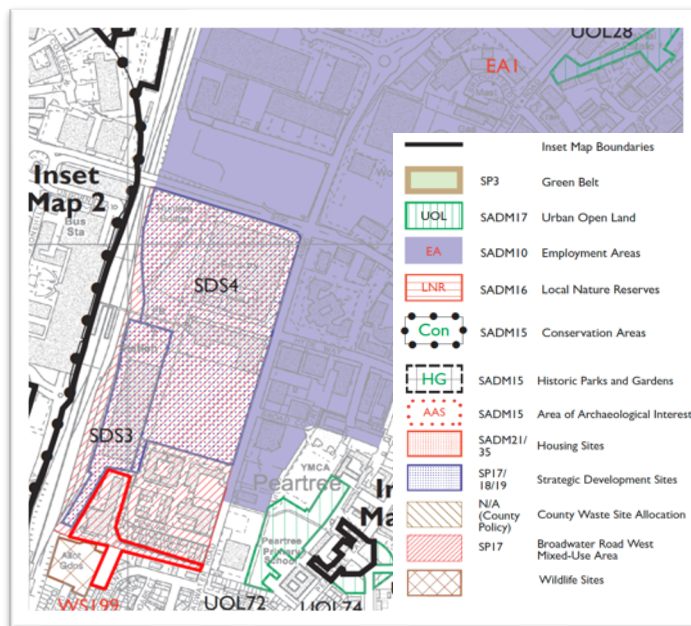 UOL28
EA1
Inset
Map 2
Bus
Sta
SDS4
SDS3
YMCA
Peartree
Peartree
Primary
School
Allot
Gdns
WS199
UOL72
UOL74
Inset Map Boundaries
SP3 Green Belt
UOL SADM17 Urban Open Land
EA SADM10 Employment Areas
LNR SADM16 Local Nature Reserves
Con SADM15 Conservation Areas
HG SADM15 Historic Parks and Gardens
AAS SADM15 Area of Archaeological Interest
SADM21/
35 Housing Sites
SP17/
18/19 Strategic Development Sites
N/A
(County
Policy) County Waste Site Allocation
SP17 Broadwater Road West
Mixed-Use Area
Wildlife Sites